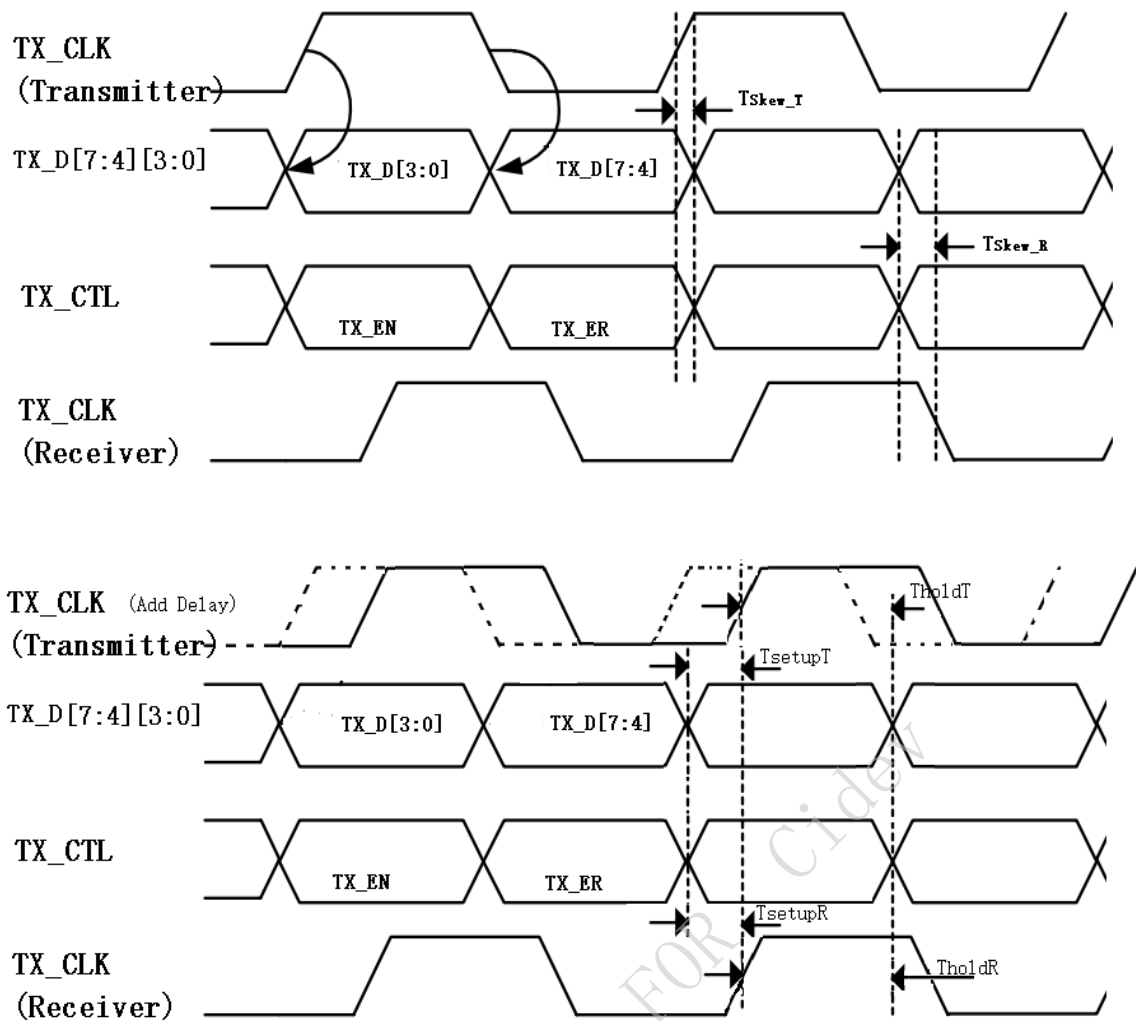 TX_CLK
(Transmitter)
Tskew_T
TX_D[7:4][3:0]
TX_D[3:0]
TX_D[7:4]
Tskew_R
TX_CTL
TX_EN
TX_ER
TX_CLK
(Receiver)
TX_CLK (Add Delay)
(Transmitter)
TholdT
TsetupT
TX_D[7:4][3:0]
TX_D[3:0]
TX_D[7:4]
TX_CTL
TX_EN
TX_ER
TsetupR
TX_CLK
(Receiver)
TholdR
FOR Cidev